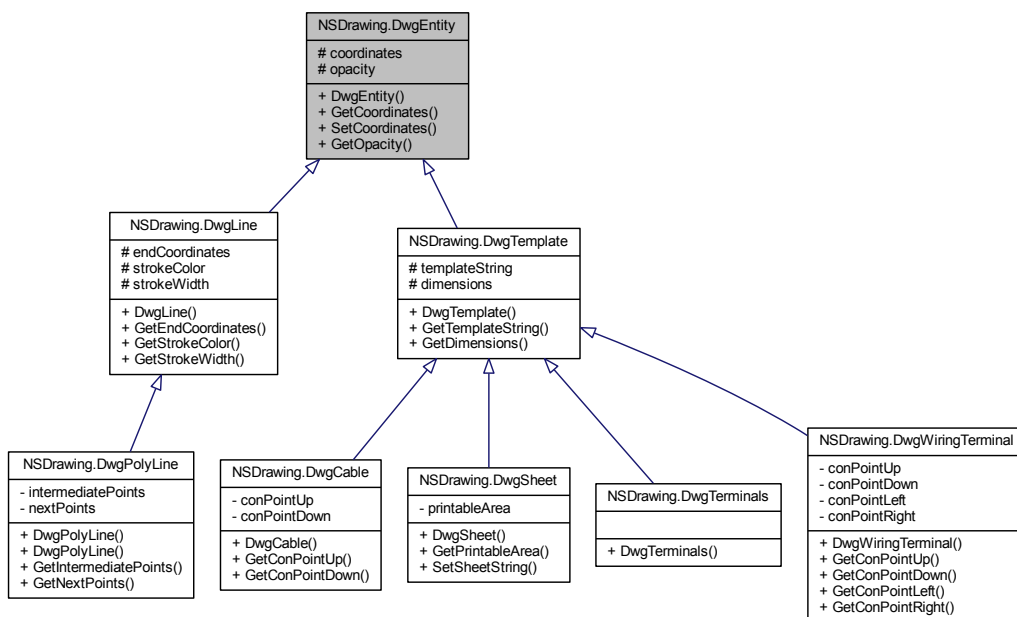 NSDrawing.DwgEntity
# coordinates
# opacity
+ DwgEntity()
+ GetCoordinates()
+ SetCoordinates()
+ GetOpacity()
NSDrawing.DwgLine
# endCoordinates
# strokeColor
# strokeWidth
+ DwgLine()
+ GetEndCoordinates()
+ GetStrokeColor()
+ GetStrokeWidth()
NSDrawing.DwgTemplate
# templateString
# dimensions
+ DwgTemplate()
+ GetTemplateString()
+ GetDimensions()
NSDrawing.DwgPolyLine
- intermediatePoints
- nextPoints
+ DwgPolyLine()
+ DwgPolyLine()
+ GetIntermediatePoints()
+ GetNextPoints()
NSDrawing.DwgCable
- conPointUp
- conPointDown
+ DwgCable()
+ GetConPointUp()
+ GetConPointDown()
NSDrawing.DwgSheet
- printableArea
+ DwgSheet()
+ GetPrintableArea()
+ SetSheetString()
NSDrawing.DwgTerminals
+ DwgTerminals()
NSDrawing.DwgWiringTerminal
- conPointUp
- conPointDown
- conPointLeft
- conPointRight
+ DwgWiringTerminal()
+ GetConPointUp()
+ GetConPointDown()
+ GetConPointLeft()
+ GetConPointRight()